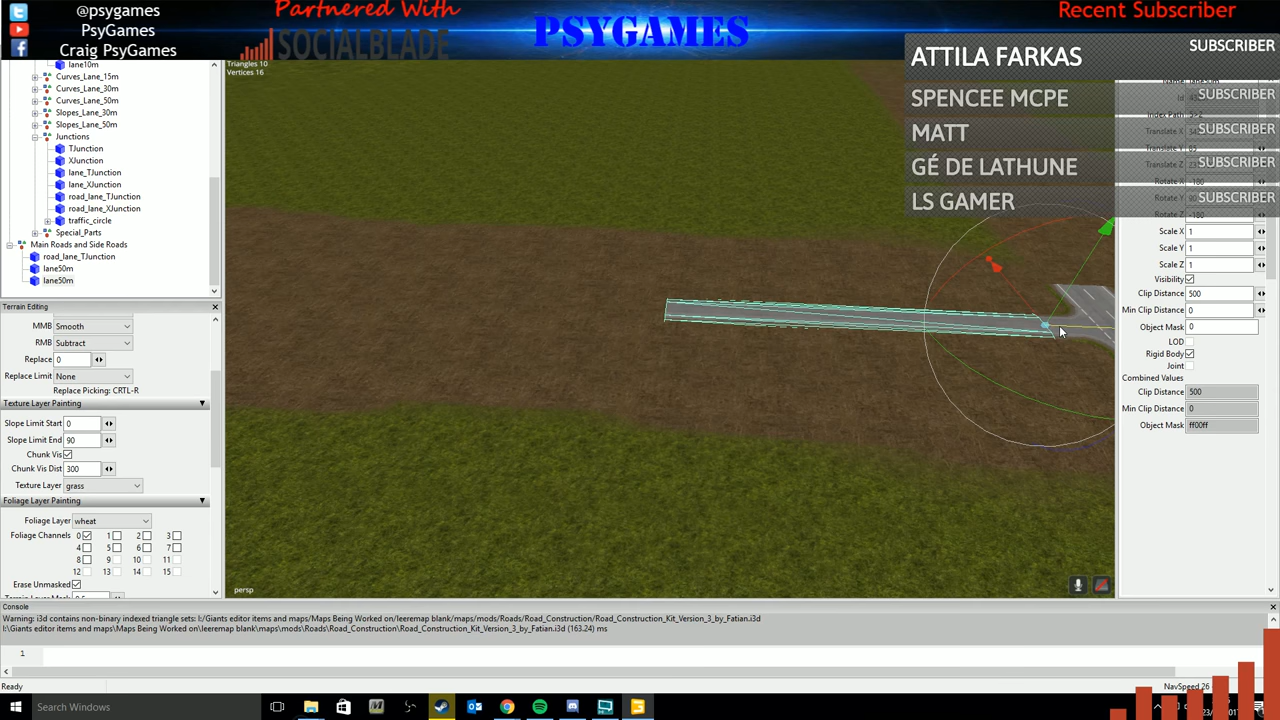 @psygames
PsyGames
Craig PsyGames
Partnered With
SOCIALBLADE
PSYGAMES
Recent Subscriber
ATTILA FARKAS
SUBSCRIBER
SPENCEE MCPE
SUBSCRIBER
MATT
SUBSCRIBER
GÉ DE LATHUNE
SUBSCRIBER
LS GAMER
SUBSCRIBER
Triangles 10
Vertices 16
lane10m
Curves_Lane_15m
Curves_Lane_30m
Curves_Lane_50m
Slopes_Lane_30m
Slopes_Lane_50m
Junctions
TJunction
XJunction
lane_TJunction
lane_XJunction
road_lane_TJunction
road_lane_XJunction
traffic_circle
Special_Parts
Main Roads and Side Roads
road_lane_TJunction
lane50m
lane50m
Terrain Editing
MMB Smooth
RMB Subtract
Replace 0
Replace Limit None
Replace Picking: CRTL-R
Texture Layer Painting
Slope Limit Start 0
Slope Limit End 90
Chunk Vis
Chunk Vis Dist 300
Texture Layer grass
Foliage Layer Painting
Foliage Layer wheat
Foliage Channels 0 1 2 3
4 5 6 7
8 9 10 11
12 13 14 15
Erase Unmasked
persp
Translate X
Translate Z
Rotate X
Scale X 1
Scale Y 1
Scale Z 1
Visibility
Clip Distance 500
Min Clip Distance 0
Object Mask 0
LOD
Rigid Body
Joint
Combined Values
Clip Distance 500
Min Clip Distance 0
Object Mask ff00ff
Console
Warning: i3d contains non-binary indexed triangle sets: I:/Giants editor items and maps/Maps Being Worked on/leeremap blank/maps/mods/Roads/Road_Construction/Road_Construction_Kit_Version_3_by_Fatian.i3d
I:\Giants editor items and maps\Maps Being Worked on\leeremap blank\maps\mods\Roads\Road_Construction\Road_Construction_Kit_Version_3_by_Fatian.i3d (163.24) ms
1
Ready
NavSpeed 26
Search Windows